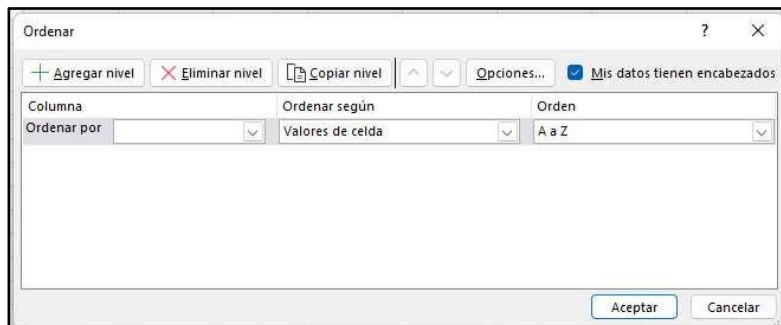 Ordenar ?
Agregar nivel Eliminar nivel Copiar nivel Opciones... Mis datos tienen encabezados
Columna Ordenar según Orden
Ordenar por Valores de celda A a Z
Aceptar Cancelar